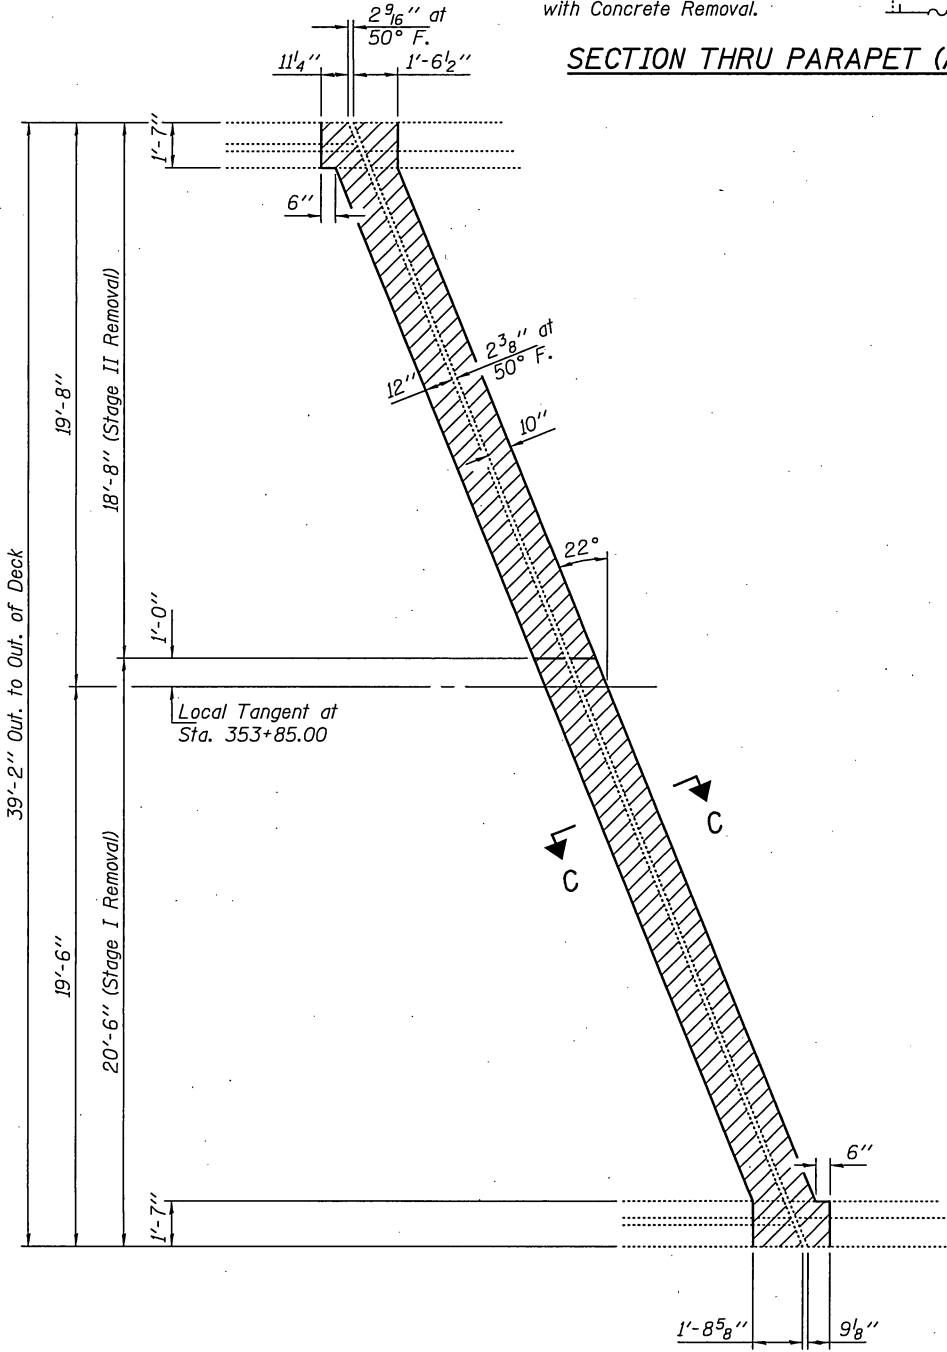 with Concrete Removal.
SECTION THRU PARAPET (
2 9/16" at
50° F.
11 1/4"
1'-6 1/2"
1'-7"
6"
19'-8"
18'-8" (Stage II Removal)
2 3/8" at
50° F.
12"
10"
22°
1'-0"
39'-2" Out. to Out. of Deck
Local Tangent at
Sta. 353+85.00
C
C
19'-6"
20'-6" (Stage I Removal)
6"
1'-7"
1'-8 5/8"
9 1/8"